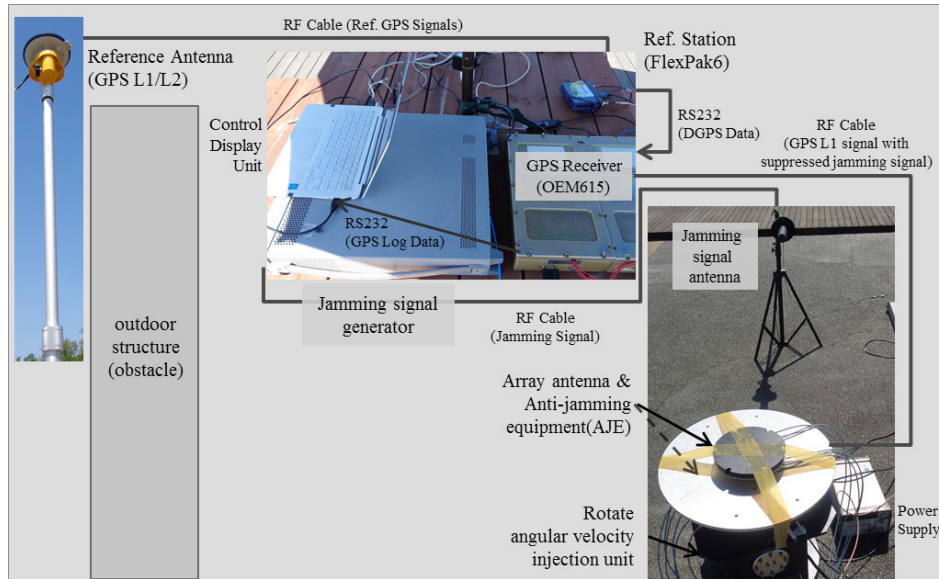 RF Cable (Ref. GPS Signals)
Reference Antenna
(GPS L1/L2)
Ref. Station
(FlexPak6)
Control
Display
Unit
RS232
(DGPS Data)
RF Cable
(GPS L1 signal with
suppressed jamming signal)
GPS Receiver
(OEM615)
RS232
(GPS Log Data)
Jamming
signal
antenna
Jamming signal
generator
RF Cable
(Jamming Signal)
outdoor
structure
(obstacle)
Array antenna &
Anti-jamming
equipment(AJE)
Rotate
angular velocity
injection unit
Power
Supply